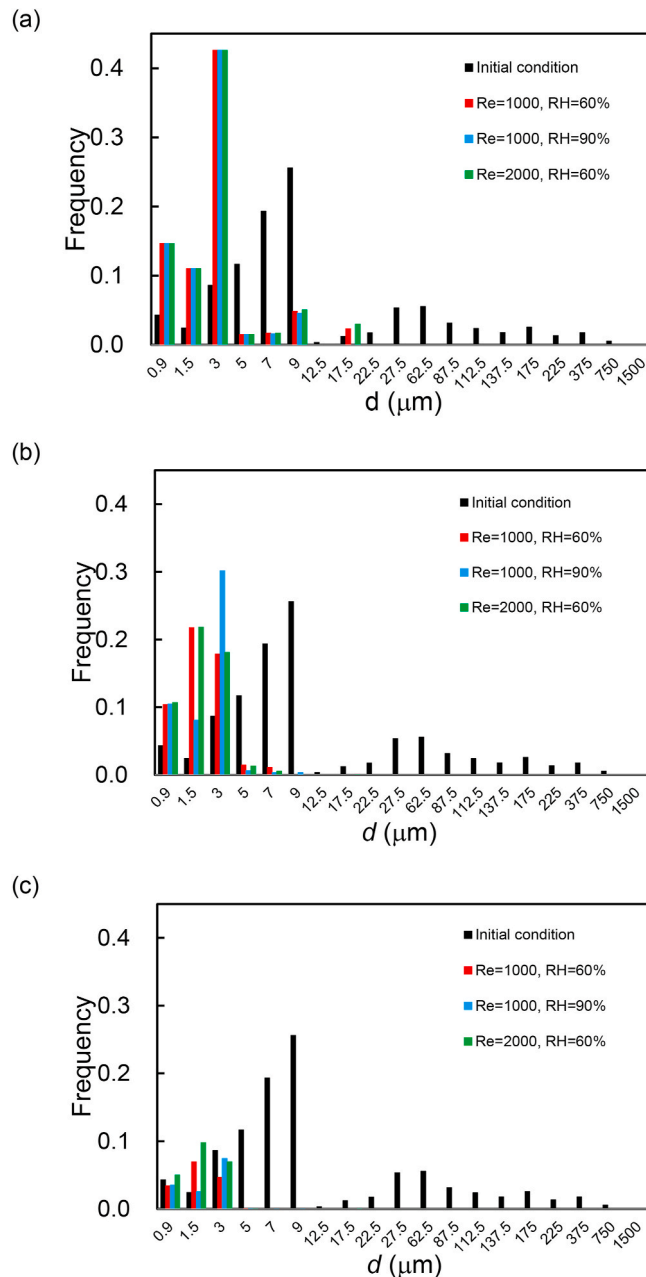 (a)
0.4
0.3
0.2
0.1
0.0
Frequency
Initial condition
Re=1000, RH=60%
Re=1000, RH=90%
Re=2000, RH=60%
0.9 1.5 3 5 7 9 12.5 17.5 22.5 27.5 62.5 87.5 112.5 137.5 175 225 375 750 1500
d (μm)
(b)
0.4
0.3
0.2
0.1
0.0
Frequency
Initial condition
Re=1000, RH=60%
Re=1000, RH=90%
Re=2000, RH=60%
0.9 1.5 3 5 7 9 12.5 17.5 22.5 27.5 62.5 87.5 112.5 137.5 175 225 375 750 1500
d (μm)
(c)
0.4
0.3
0.2
0.1
0.0
Frequency
Initial condition
Re=1000, RH=60%
Re=1000, RH=90%
Re=2000, RH=60%
0.9 1.5 3 5 7 9 12.5 17.5 22.5 27.5 62.5 87.5 112.5 137.5 175 225 375 750 1500
d (μm)